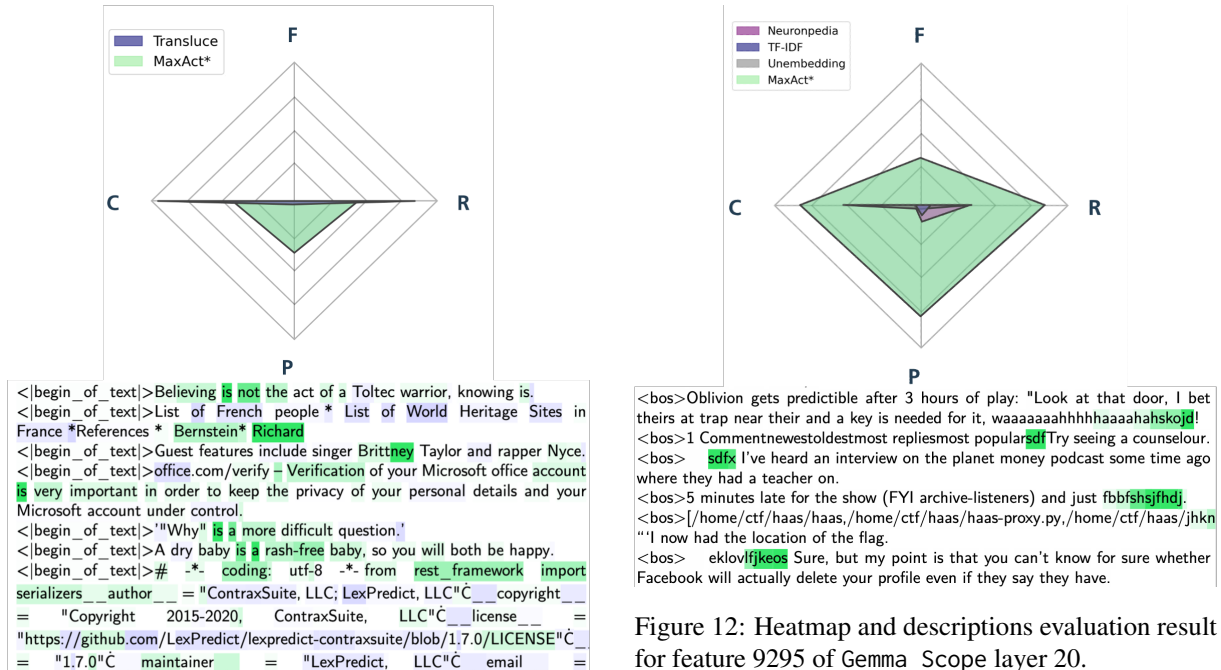 Transluce
MaxAct*
F
C
R
P
<|begin_of_text|>Believing is not the act of a Toltec warrior, knowing is.
<|begin_of_text|>List of French people * List of World Heritage Sites in
France *References * Bernstein* Richard
<|begin_of_text|>Guest features include singer Brittney Taylor and rapper Nyce.
<|begin_of_text|>office.com/verify – Verification of your Microsoft office account
is very important in order to keep the privacy of your personal details and your
Microsoft account under control.
<|begin_of_text|>'"Why" is a more difficult question.'
<|begin_of_text|>A dry baby is a rash-free baby, so you will both be happy.
<|begin_of_text|># -*- coding: utf-8 -*- from rest_framework import
serializers__author__ = "ContraxSuite, LLC; LexPredict, LLC"Ċ__copyright__
= "Copyright 2015-2020, ContraxSuite, LLC"Ċ__license__ =
"https://github.com/LexPredict/lexpredict-contraxsuite/blob/1.7.0/LICENSE"Ċ__
= "1.7.0"Ċ maintainer = "LexPredict, LLC"Ċ email =
Neuronpedia
TF-IDF
Unembedding
MaxAct*
F
C
R
P
<bos>Oblivion gets predictible after 3 hours of play: "Look at that door, I bet
theirs at trap near their and a key is needed for it, waaaaaaahhhhhaaaahahskojd!
<bos>1 Commentnewestoldestmost repliesmost popularsdfTry seeing a counselour.
<bos> sdfx I've heard an interview on the planet money podcast some time ago
where they had a teacher on.
<bos>5 minutes late for the show (FYI archive-listeners) and just fbbfshsjfhdj.
<bos>[/home/ctf/haas/haas,/home/ctf/haas/haas-proxy.py,/home/ctf/haas/jhkn
"'I now had the location of the flag.
<bos> eklovlfjkeos Sure, but my point is that you can't know for sure whether
Facebook will actually delete your profile even if they say they have.
Figure 12: Heatmap and descriptions evaluation result
for feature 9295 of Gemma Scope layer 20.